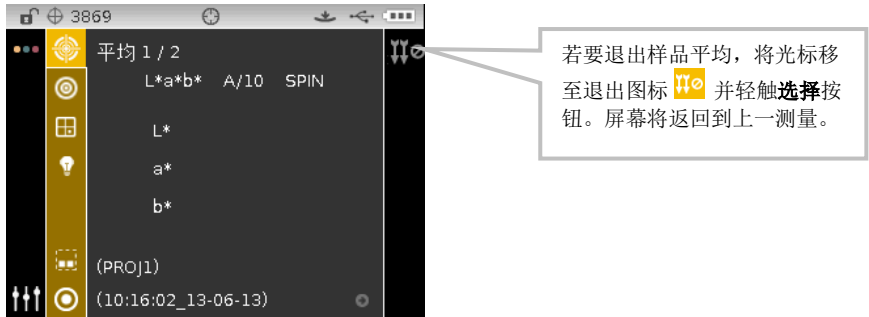 3869
平均 1 / 2
L*a*b* A/10 SPIN
L*
a*
b*
(PROJ1)
(10:16:02_13-06-13)
若要退出样品平均，将光标移
至退出图标 并轻触选择按
钮。屏幕将返回到上一测量。